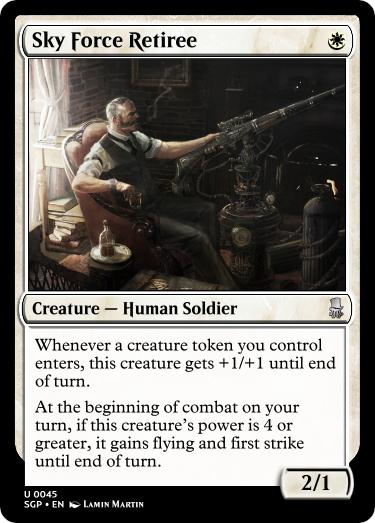 Sky Force Retiree
Creature — Human Soldier
Whenever a creature token you control
enters, this creature gets +1/+1 until end
of turn.
At the beginning of combat on your
turn, if this creature's power is 4 or
greater, it gains flying and first strike
until end of turn.
2/1
U 0045
SGP • EN Lamin Martin